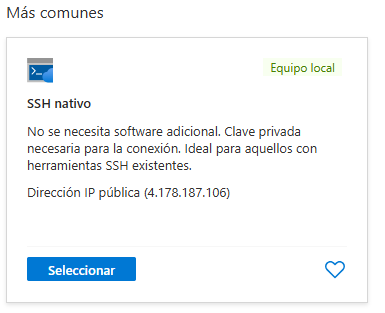 Más comunes
Equipo local
SSH nativo
No se necesita software adicional. Clave privada
necesaria para la conexión. Ideal para aquellos con
herramientas SSH existentes.
Dirección IP pública (4.178.187.106)
Seleccionar